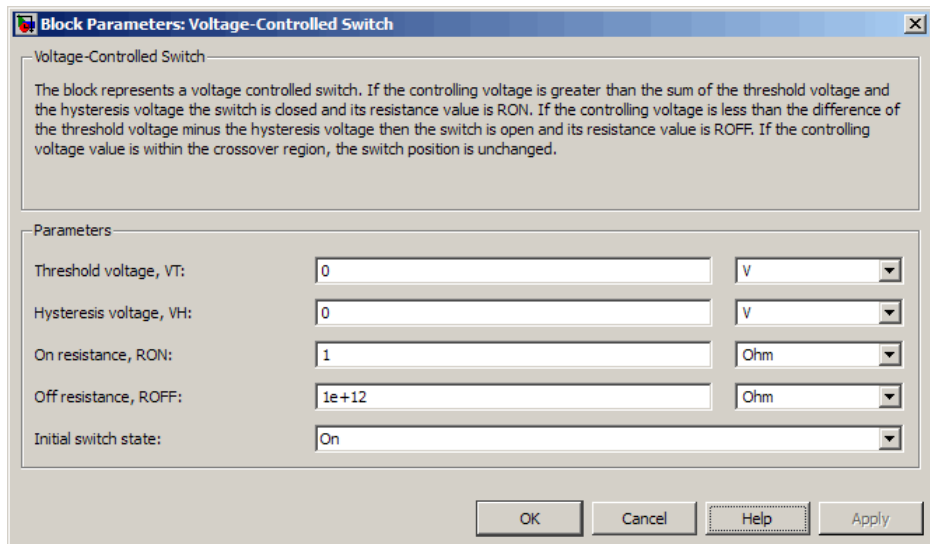 Block Parameters: Voltage-Controlled Switch
Voltage-Controlled Switch
The block represents a voltage controlled switch. If the controlling voltage is greater than the sum of the threshold voltage and
the hysteresis voltage the switch is closed and its resistance value is RON. If the controlling voltage is less than the difference of
the threshold voltage minus the hysteresis voltage then the switch is open and its resistance value is ROFF. If the controlling
voltage value is within the crossover region, the switch position is unchanged.
Parameters
Threshold voltage, VT: 0 V
Hysteresis voltage, VH: 0 V
On resistance, RON: 1 Ohm
Off resistance, ROFF: 1e+12 Ohm
Initial switch state: On
OK Cancel Help Apply